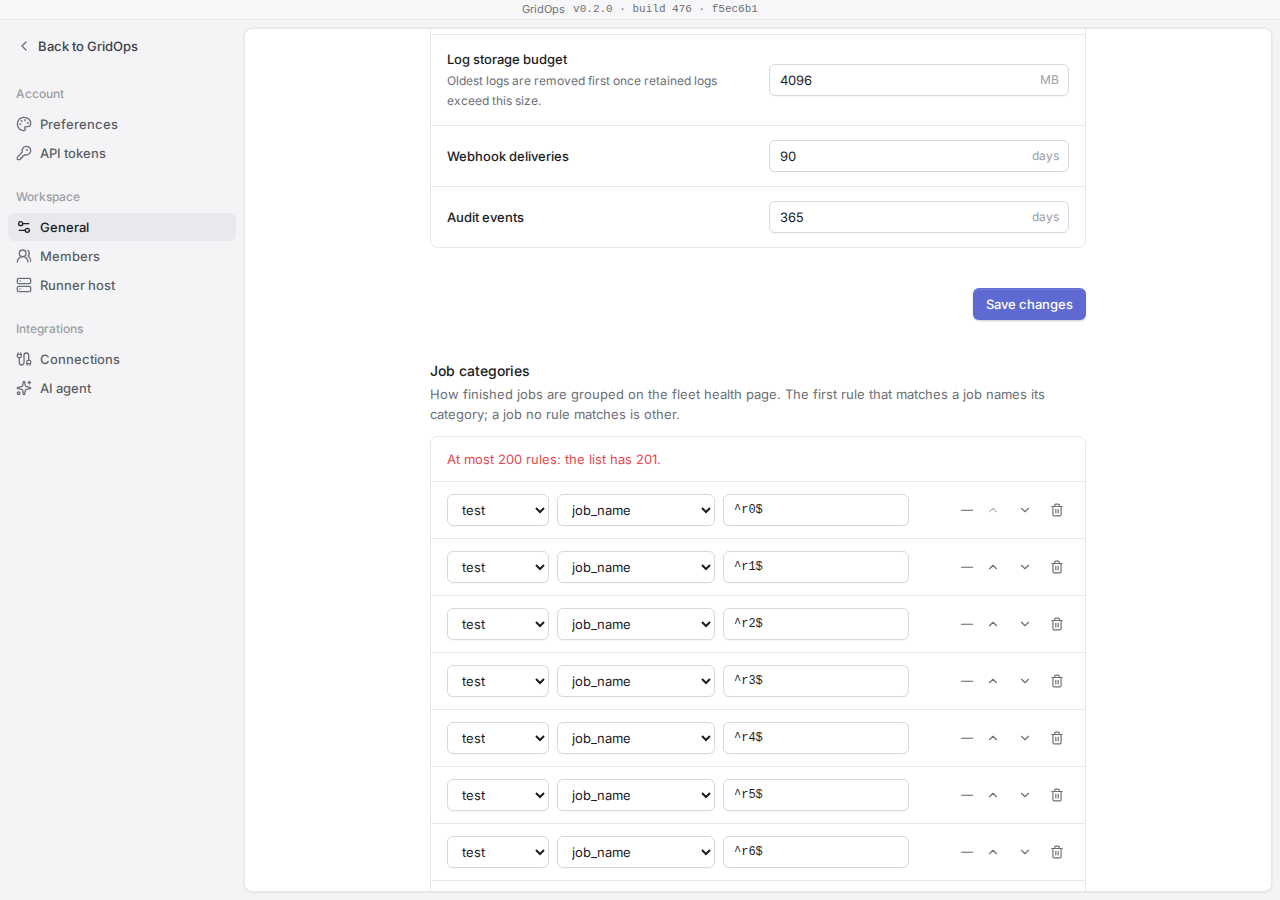 GridOps v0.2.0 · build 476 · f5ec6b1
Back to GridOps
Account
Preferences
API tokens
Workspace
General
Members
Runner host
Integrations
Connections
AI agent
Log storage budget
Oldest logs are removed first once retained logs
exceed this size.
4096 MB
Webhook deliveries
90 days
Audit events
365 days
Save changes
Job categories
How finished jobs are grouped on the fleet health page. The first rule that matches a job names its
category; a job no rule matches is other.
At most 200 rules: the list has 201.
test job_name ^r0$ —
test job_name ^r1$ —
test job_name ^r2$ —
test job_name ^r3$ —
test job_name ^r4$ —
test job_name ^r5$ —
test job_name ^r6$ —